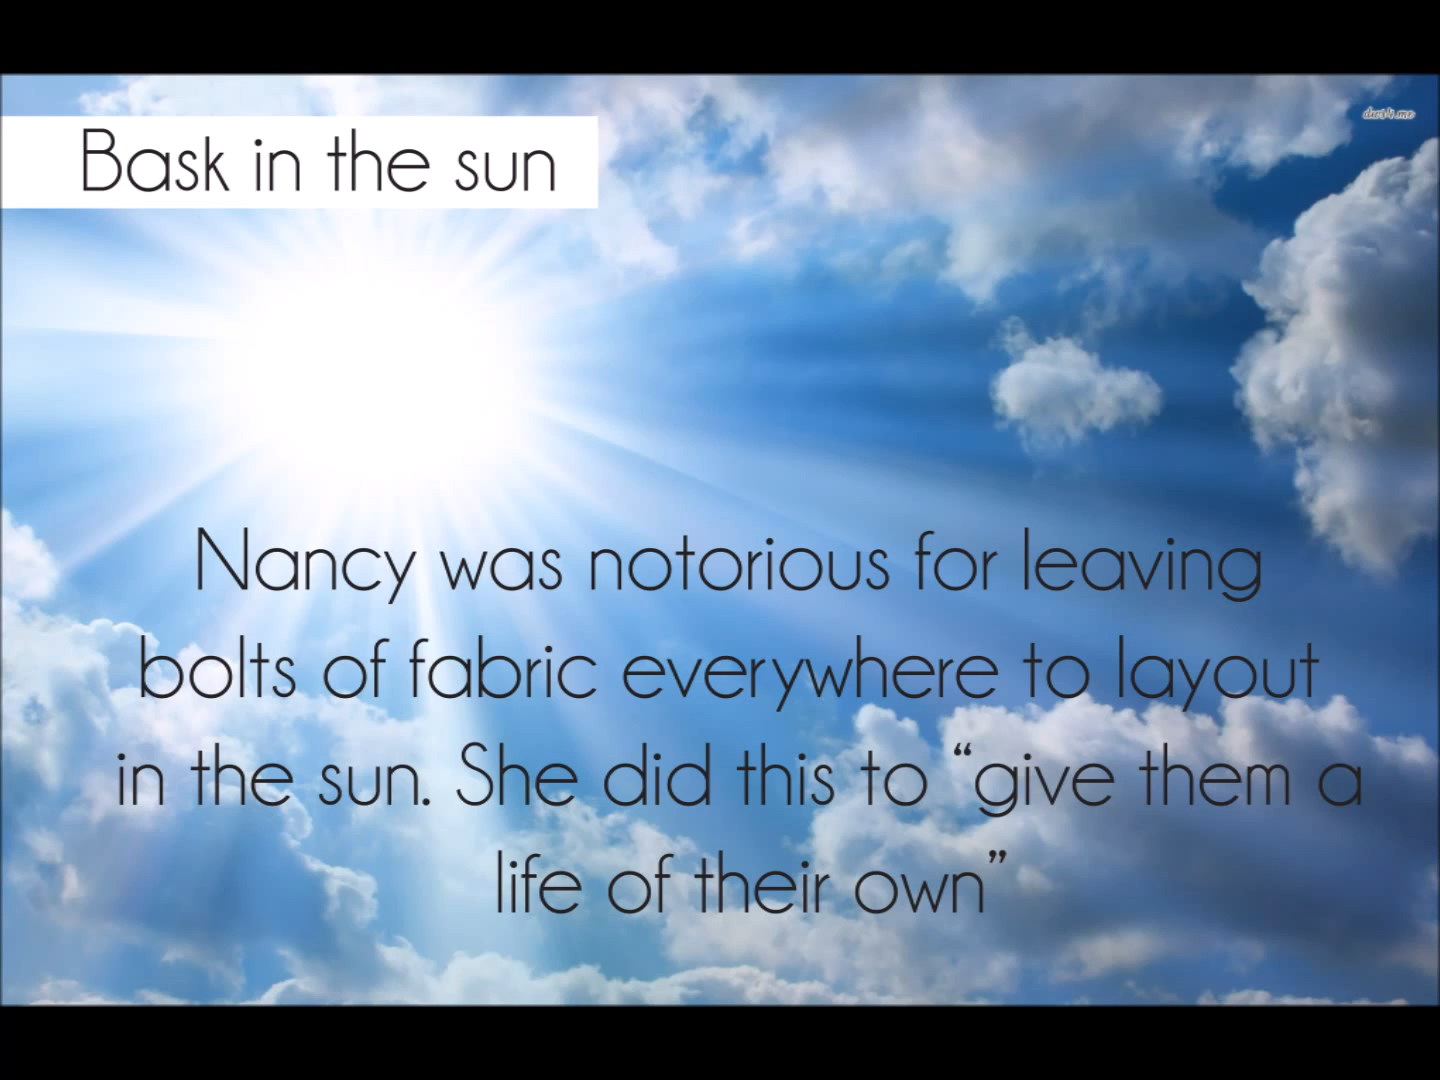 Bask in the sun
Nancy was notorious for leaving
bolts of fabric everywhere to layout
in the sun. She did this to “give them a
life of their own”